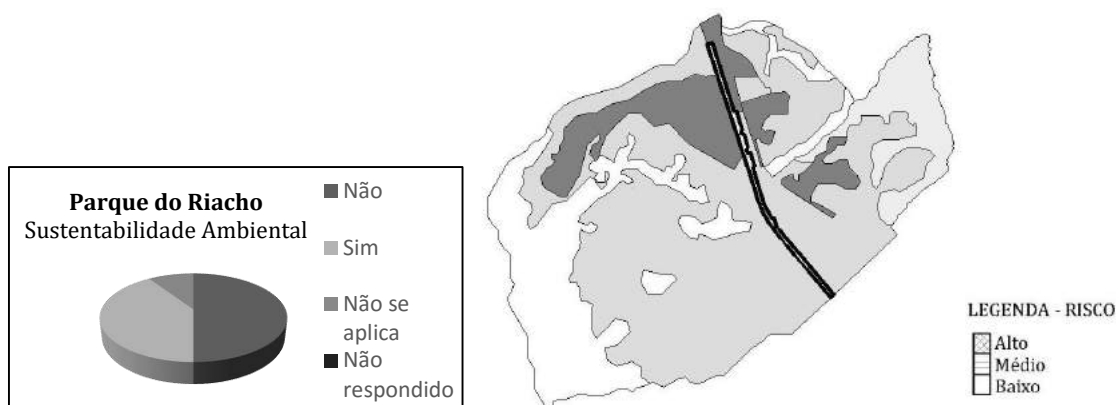 Parque do Riacho
Sustentabilidade Ambiental
Não
Sim
Não se
aplica
Não
respondido
LEGENDA - RISCO
Alto
Médio
Baixo